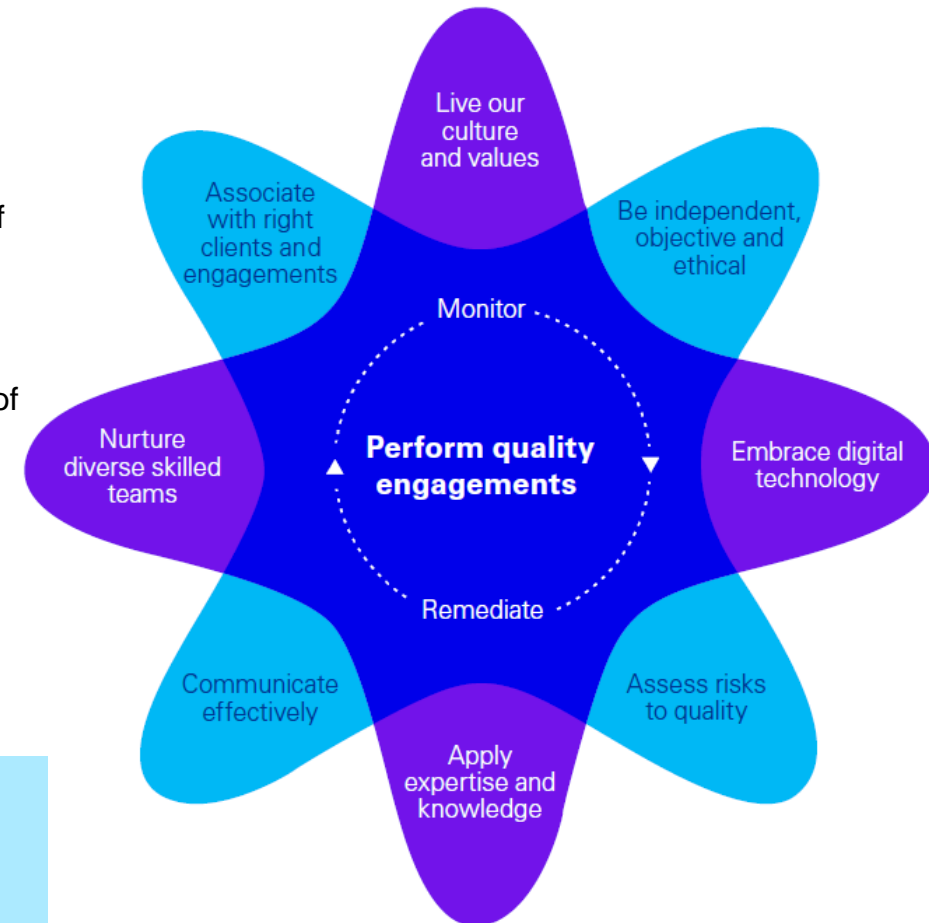 Live our
culture
and values
Associate
with right
clients and
engagements
Be independent,
objective and
ethical
Monitor
Nurture
diverse skilled
teams
Perform quality
engagements
Embrace digital
technology
Remediate
Communicate
effectively
Assess risks
to quality
Apply
expertise and
knowledge
of